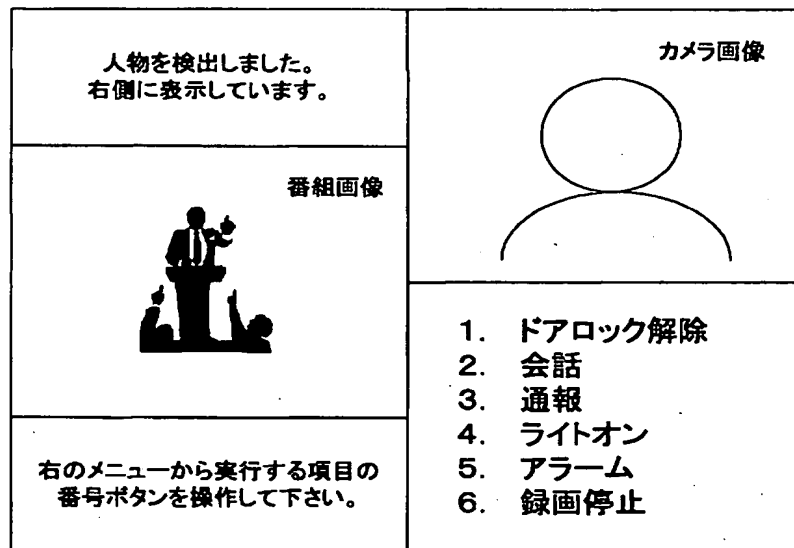 人物を検出しました。
右側に表示しています。
番組画像
右のメニューから実行する項目の
番号ボタンを操作して下さい。
カメラ画像
1. ドアロック解除
2. 会話
3. 通報
4. ライトオン
5. アラーム
6. 録画停止